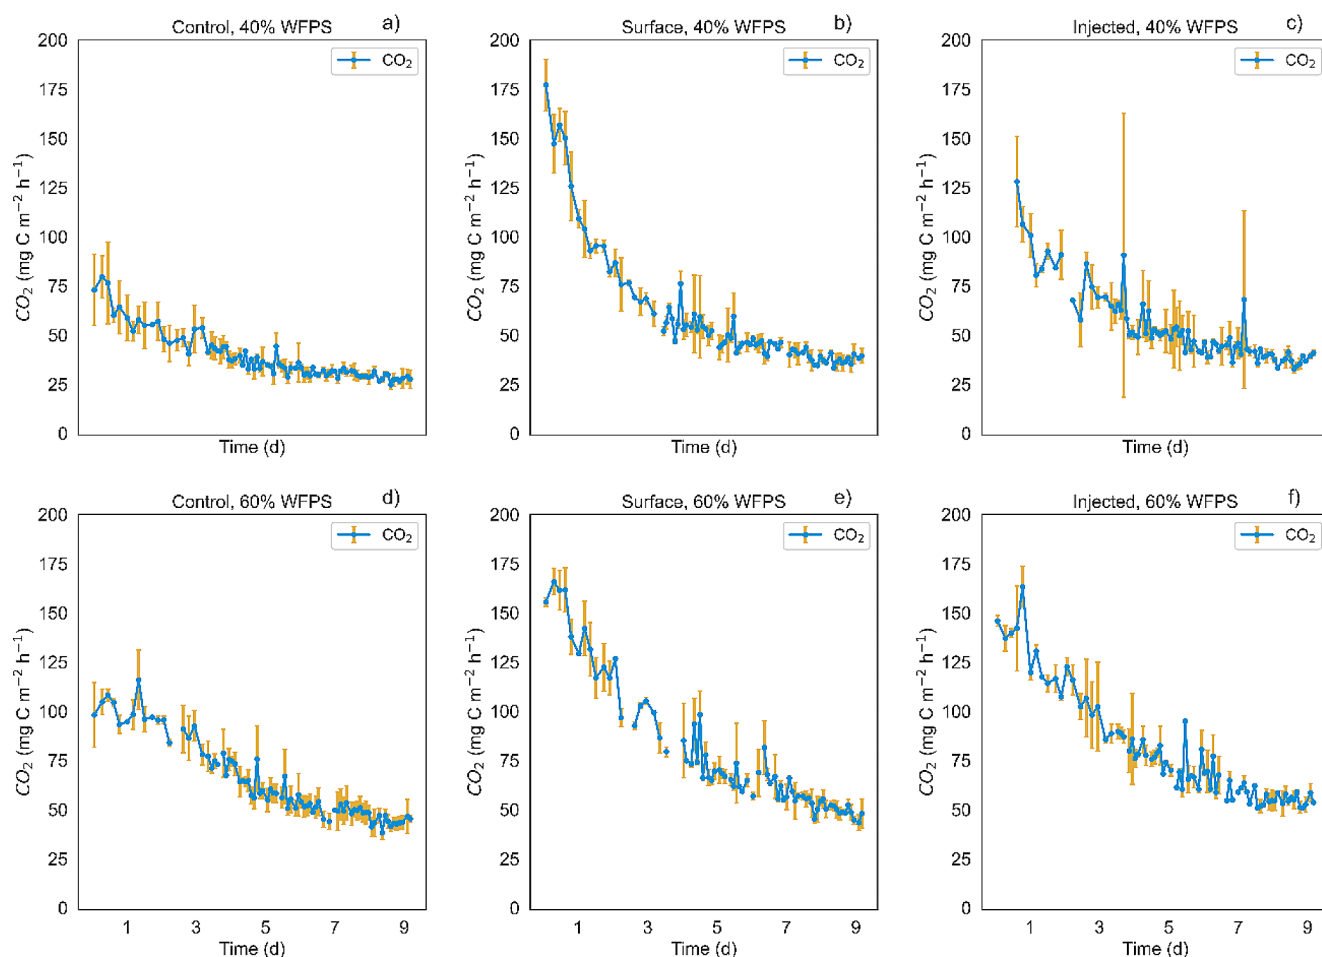 Control, 40% WFPS a)
200
175
150
125
100
75
50
25
0
CO₂ (mg C m⁻² h⁻¹)
CO₂
Time (d)
Surface, 40% WFPS b)
200
175
150
125
100
75
50
25
0
CO₂ (mg C m⁻² h⁻¹)
CO₂
Time (d)
Injected, 40% WFPS c)
200
175
150
125
100
75
50
25
0
CO₂ (mg C m⁻² h⁻¹)
CO₂
Time (d)
Control, 60% WFPS d)
200
175
150
125
100
75
50
25
0
CO₂ (mg C m⁻² h⁻¹)
CO₂
1 3 5 7 9
Time (d)
Surface, 60% WFPS e)
200
175
150
125
100
75
50
25
0
CO₂ (mg C m⁻² h⁻¹)
CO₂
1 3 5 7 9
Time (d)
Injected, 60% WFPS f)
200
175
150
125
100
75
50
25
0
CO₂ (mg C m⁻² h⁻¹)
CO₂
1 3 5 7 9
Time (d)